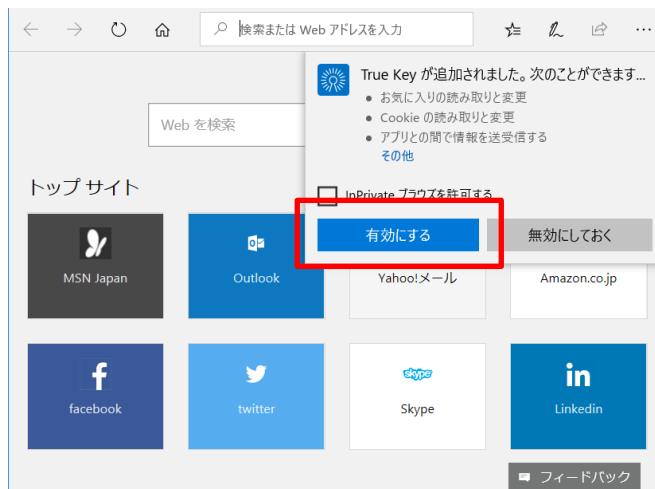 検索または Web アドレスを入力
True Key が追加されました。次のことができます...
お気に入りの読み取りと変更
Cookie の読み取りと変更
アプリとの間で情報を送受信する
その他
InPrivate ブラウズを許可する
有効にする
無効にしておく
Web を検索
トップ サイト
MSN Japan
Outlook
Yahoo!メール
Amazon.co.jp
facebook
twitter
skype
Skype
in
Linkedin
フィードバック